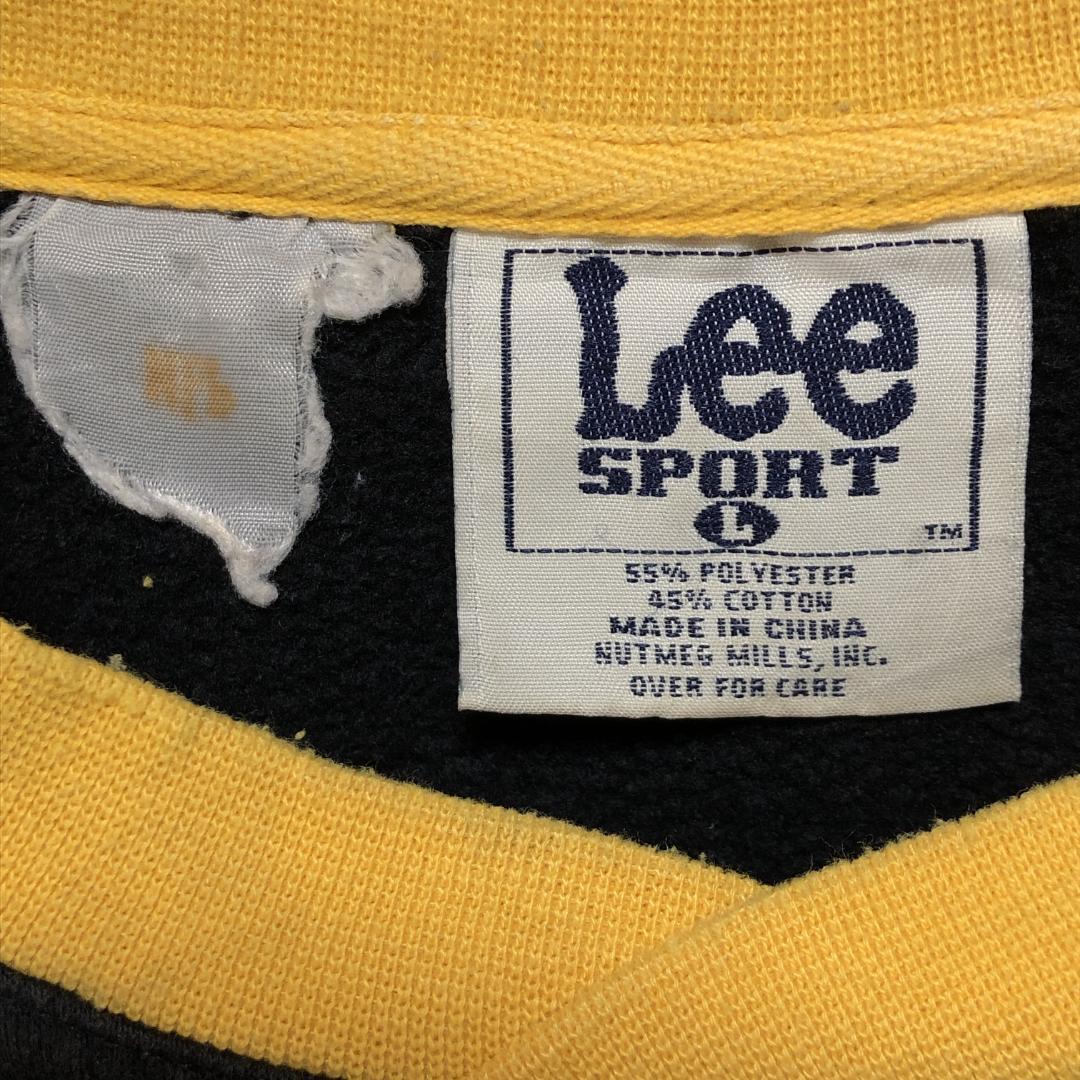 Lee
SPORT
L
TM
55% POLYESTER
45% COTTON
MADE IN CHINA
NUTMEG MILLS, INC.
OVER FOR CARE